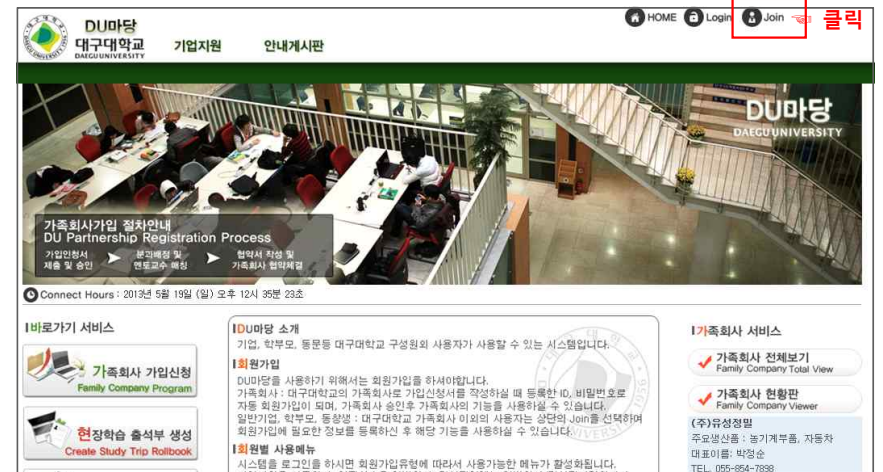 DU마당
대구대학교
DAEGU UNIVERSITY
기업지원
안내게시판
HOME
Login
Join
클릭
DU마당
DAEGU UNIVERSITY
가족회사가입 절차안내
DU Partnership Registration Process
가입신청서
제출 및 승인
분과배정 및
멘토교수 매칭
협약서 작성 및
가족회사 협약체결
Connect Hours : 2013년 5월 19일 (일) 오후 12시 35분 23초
바로가기 서비스
가족회사 가입신청
Family Company Program
현장학습 출석부 생성
Create Study Trip Rollbook
DU마당 소개
기업, 학부모, 동문등 대구대학교 구성원외 사용자가 사용할 수 있는 시스템입니다.
회원가입
DU마당을 사용하기 위해서는 회원가입을 하셔야합니다.
가족회사 : 대구대학교의 가족회사로 가입신청서를 작성하실 때 등록한 ID, 비밀번호로
자동 회원가입이 되며, 가족회사 승인후 가족회사의 기능을 사용하실 수 있습니다.
일반기업, 학부모, 동창생 : 대구대학교 가족회사 이외의 사용자는 상단의 Join을 선택하여
회원가입에 필요한 정보를 등록하신 후 해당 기능을 사용하실 수 있습니다.
회원별 사용메뉴
시스템을 로그인을 하시면 회원가입유형에 따라서 사용가능한 메뉴가 활성화됩니다.
가족회사 서비스
가족회사 전체보기
Family Company Total View
가족회사 현황판
Family Company Viewer
(주)유성정밀
주요생산품 : 농기계부품, 자동차
대표이름: 박정순
TEL. 055-854-7898